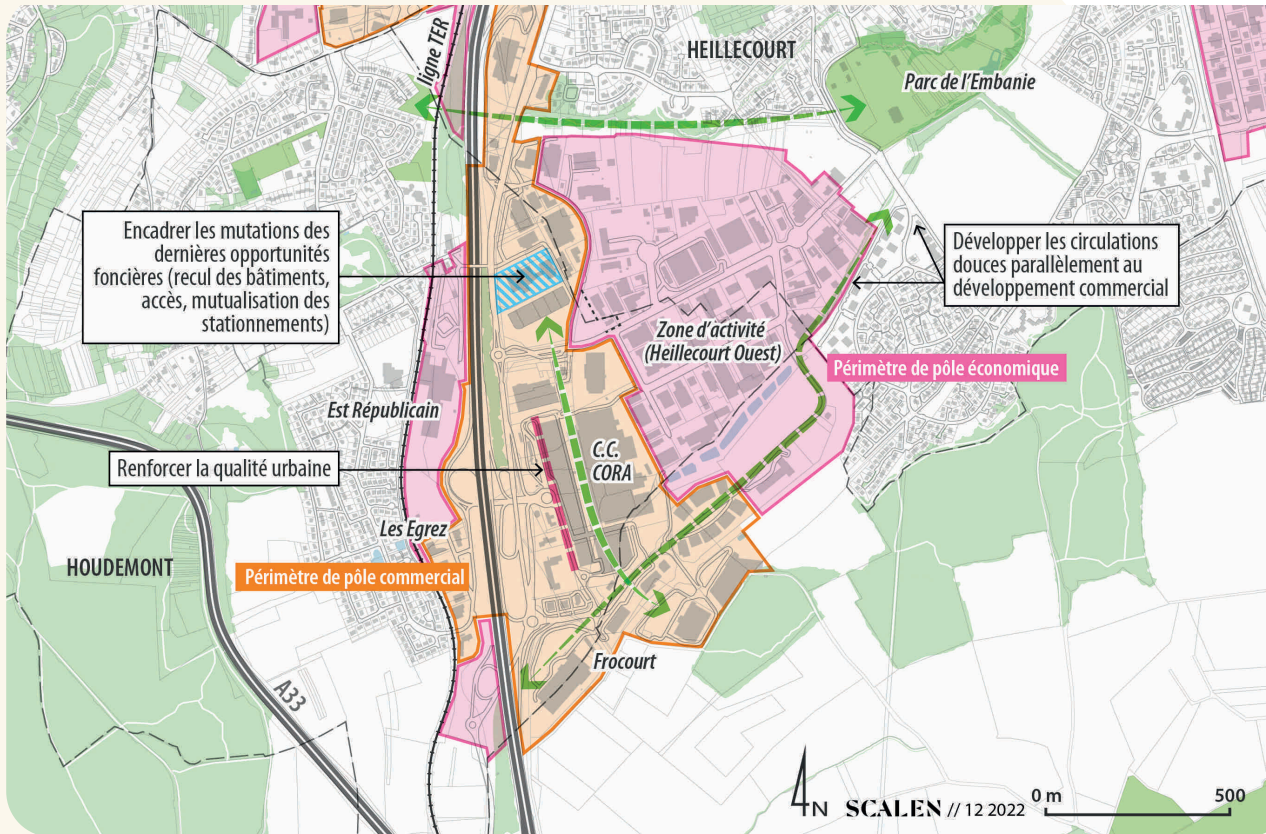 ligne TER
HEILLECOURT
Parc de l'Embanie
Encadrer les mutations des
dernières opportunités
foncières (recul des bâtiments,
accès, mutualisation des
stationnements)
Développer les circulations
douces parallèlement au
développement commercial
Zone d'activité
(Heillecourt Ouest)
Périmètre de pôle économique
Est Républicain
C.C.
CORA
Renforcer la qualité urbaine
Les Egrez
HOUDEMONT
Périmètre de pôle commercial
Frocourt
A33
N
SCALEN // 12 2022
0 m
500